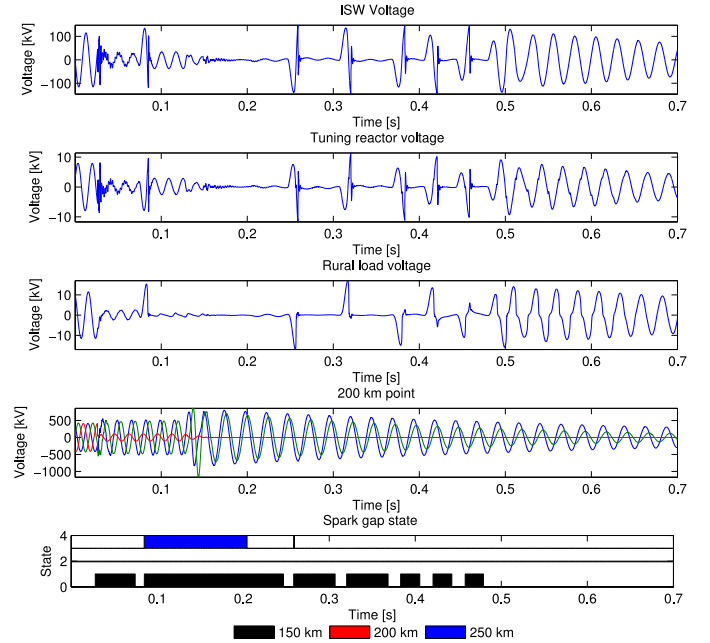 ISW Voltage
Voltage [kV]
100
0
−100
0.1 0.2 0.3 0.4 0.5 0.6 0.7
Time [s]
Tuning reactor voltage
Voltage [kV]
10
0
−10
0.1 0.2 0.3 0.4 0.5 0.6 0.7
Time [s]
Rural load voltage
Voltage [kV]
10
0
−10
0.1 0.2 0.3 0.4 0.5 0.6 0.7
Time [s]
200 km point
Voltage [kV]
500
0
−500
−1000
0.1 0.2 0.3 0.4 0.5 0.6 0.7
Time [s]
Spark gap state
State
4
2
0
0.1 0.2 0.3 0.4 0.5 0.6 0.7
Time [s]
150 km 200 km 250 km